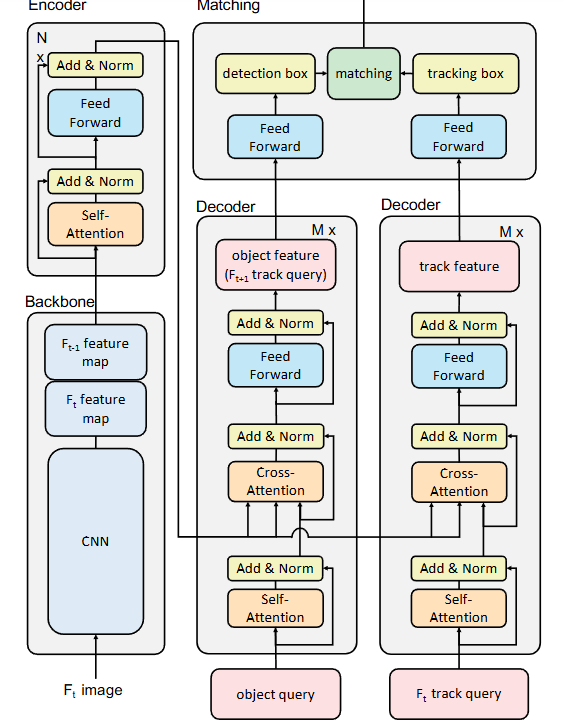 Encoder
N
x
Add & Norm
Feed
Forward
Add & Norm
Self-
Attention
Backbone
Ft-1 feature
map
Ft feature
map
CNN
Ft image
Matching
detection box
matching
tracking box
Feed
Forward
Feed
Forward
Decoder
M x
object feature
(Ft+1 track query)
Add & Norm
Feed
Forward
Add & Norm
Cross-
Attention
Add & Norm
Self-
Attention
object query
Decoder
M x
track feature
Add & Norm
Feed
Forward
Add & Norm
Cross-
Attention
Add & Norm
Self-
Attention
Ft track query